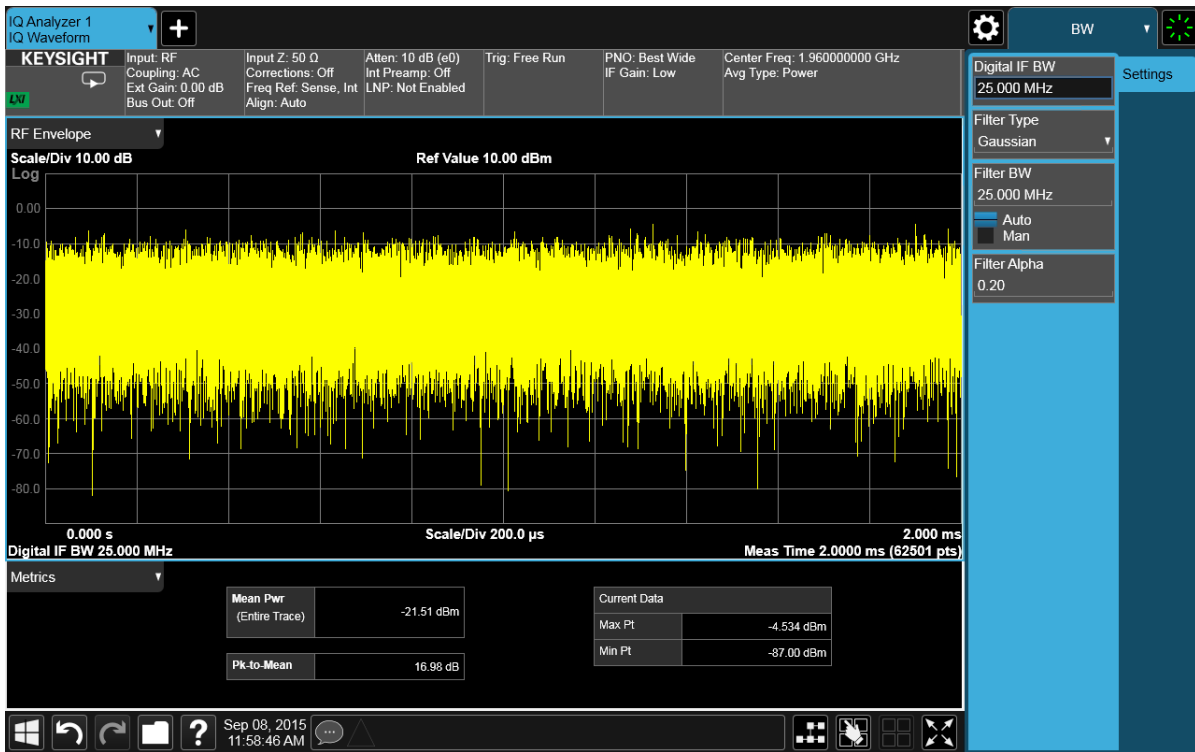 IQ Analyzer 1
IQ Waveform
BW
KEYSIGHT
LXI
Input: RF
Coupling: AC
Ext Gain: 0.00 dB
Bus Out: Off
Input Z: 50 Ω
Corrections: Off
Freq Ref: Sense, Int
Align: Auto
Atten: 10 dB (e0)
Int Preamp: Off
LNP: Not Enabled
Trig: Free Run
PNO: Best Wide
IF Gain: Low
Center Freq: 1.960000000 GHz
Avg Type: Power
Digital IF BW
25.000 MHz
Settings
Filter Type
Gaussian
Filter BW
25.000 MHz
Auto
Man
Filter Alpha
0.20
RF Envelope
Scale/Div 10.00 dB
Ref Value 10.00 dBm
Log
0.00
-10.0
-20.0
-30.0
-40.0
-50.0
-60.0
-70.0
-80.0
0.000 s
Scale/Div 200.0 µs
2.000 ms
Digital IF BW 25.000 MHz
Meas Time 2.0000 ms (62501 pts)
Metrics
Mean Pwr
(Entire Trace)
-21.51 dBm
Pk-to-Mean
16.98 dB
Current Data
Max Pt
-4.534 dBm
Min Pt
-87.00 dBm
?
Sep 08, 2015
11:58:46 AM